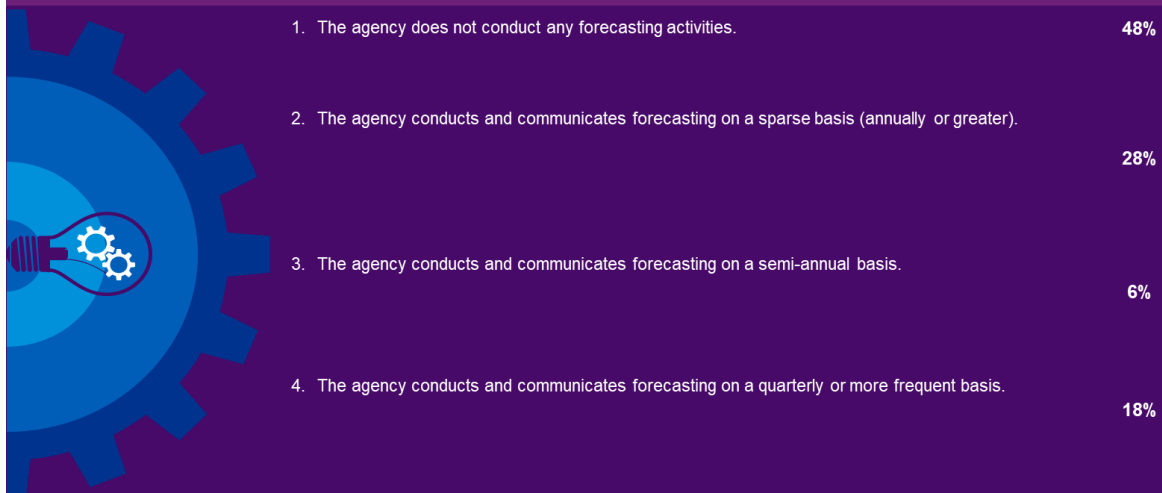 1. The agency does not conduct any forecasting activities. 48%
2. The agency conducts and communicates forecasting on a sparse basis (annually or greater).
28%
3. The agency conducts and communicates forecasting on a semi-annual basis.
6%
4. The agency conducts and communicates forecasting on a quarterly or more frequent basis.
18%